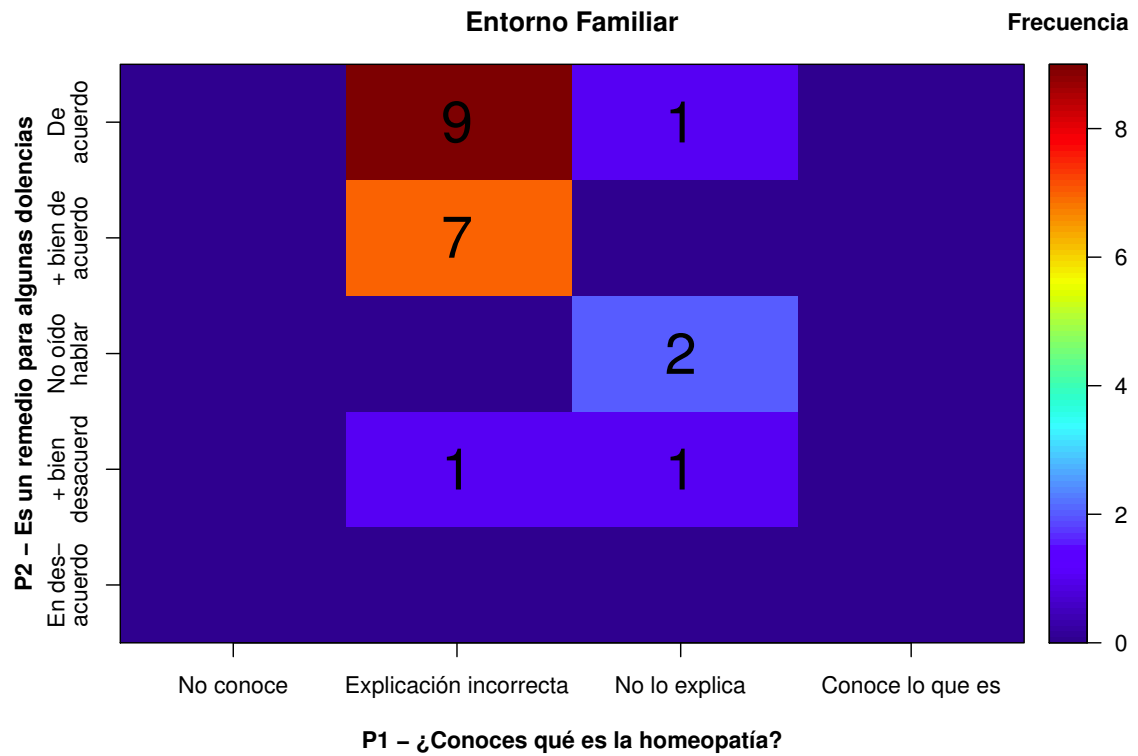 Entorno Familiar
Frecuencia
P2 – Es un remedio para algunas dolencias
De
acuerdo
+ bien de
acuerdo
No oído
hablar
+ bien
desacuerd
En des–
acuerdo
9
1
7
2
1
1
8
6
4
2
0
No conoce
Explicación incorrecta
No lo explica
Conoce lo que es
P1 – ¿Conoces qué es la homeopatía?